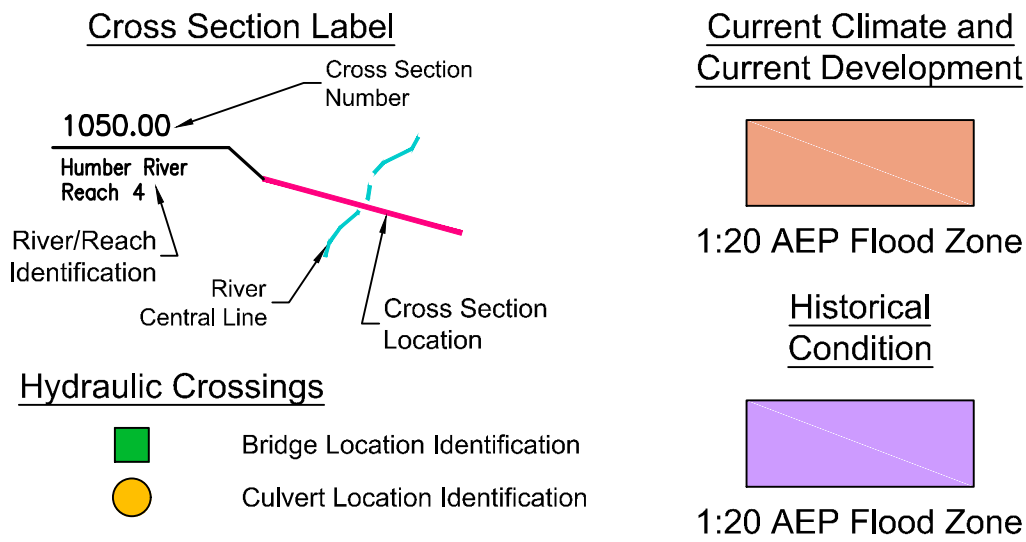 Cross Section Label
Cross Section
Number
1050.00
Humber River
Reach 4
River/Reach
Identification
River
Central Line
Cross Section
Location
Hydraulic Crossings
Bridge Location Identification
Culvert Location Identification
Current Climate and
Current Development
1:20 AEP Flood Zone
Historical
Condition
1:20 AEP Flood Zone